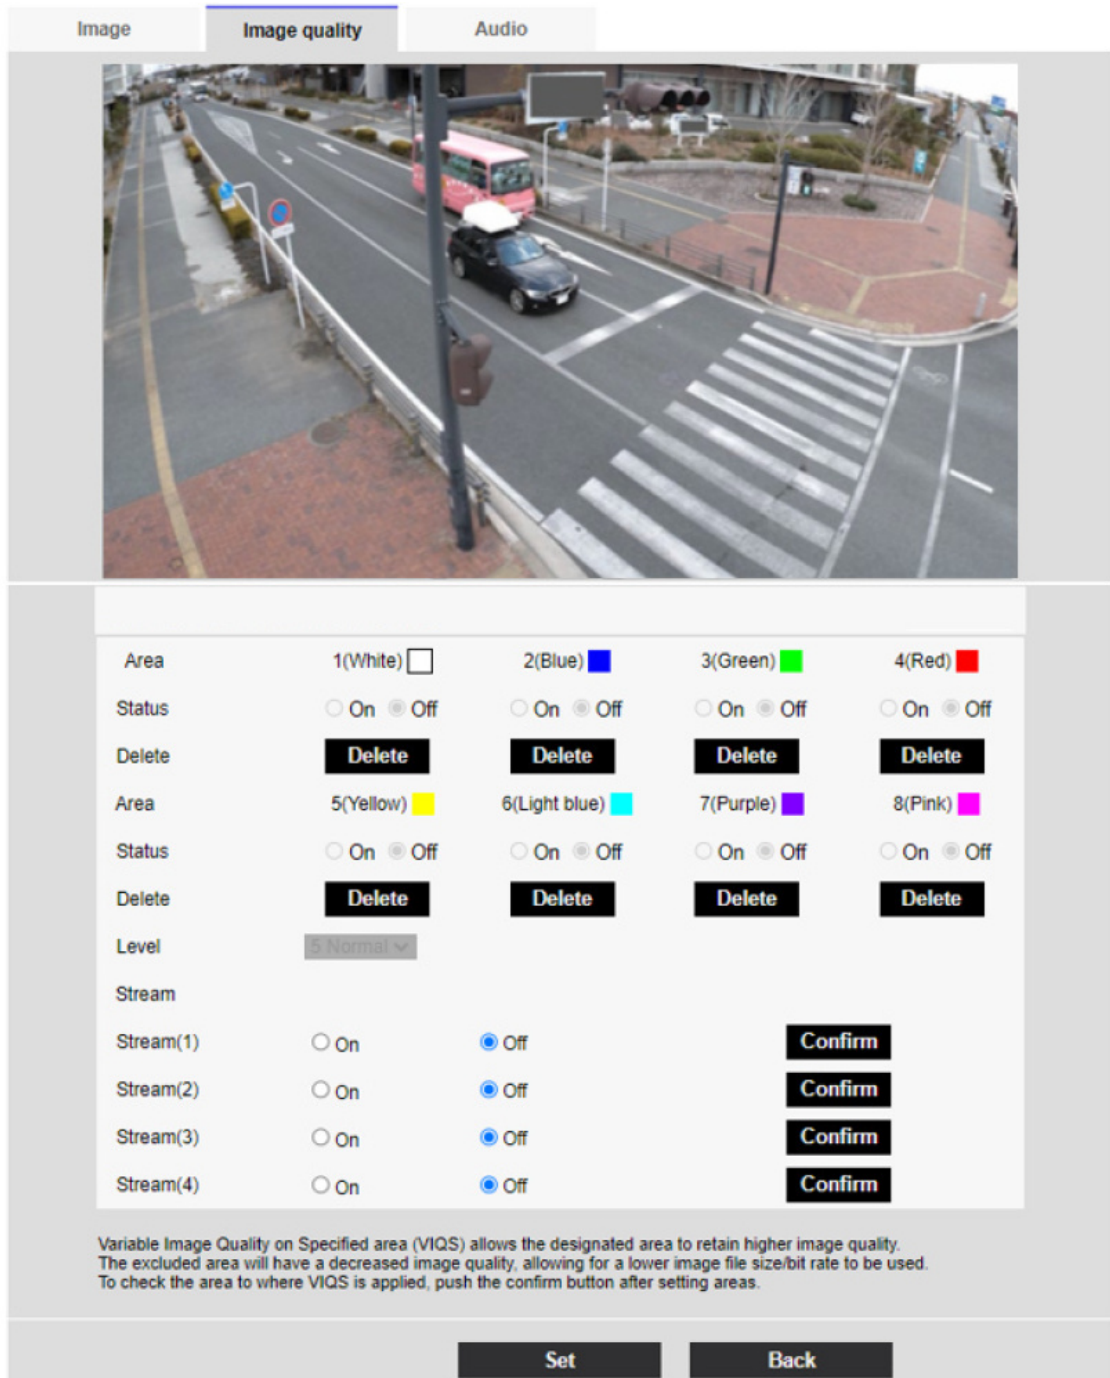 Image Image quality Audio
Area 1(White) 2(Blue) 3(Green) 4(Red)
Status On Off On Off On Off On Off
Delete Delete Delete Delete Delete
Area 5(Yellow) 6(Light blue) 7(Purple) 8(Pink)
Status On Off On Off On Off On Off
Delete Delete Delete Delete Delete
Level 5 Normal
Stream
Stream(1) On Off Confirm
Stream(2) On Off Confirm
Stream(3) On Off Confirm
Stream(4) On Off Confirm
Variable Image Quality on Specified area (VIQS) allows the designated area to retain higher image quality.
The excluded area will have a decreased image quality, allowing for a lower image file size/bit rate to be used.
To check the area to where VIQS is applied, push the confirm button after setting areas.
Set Back